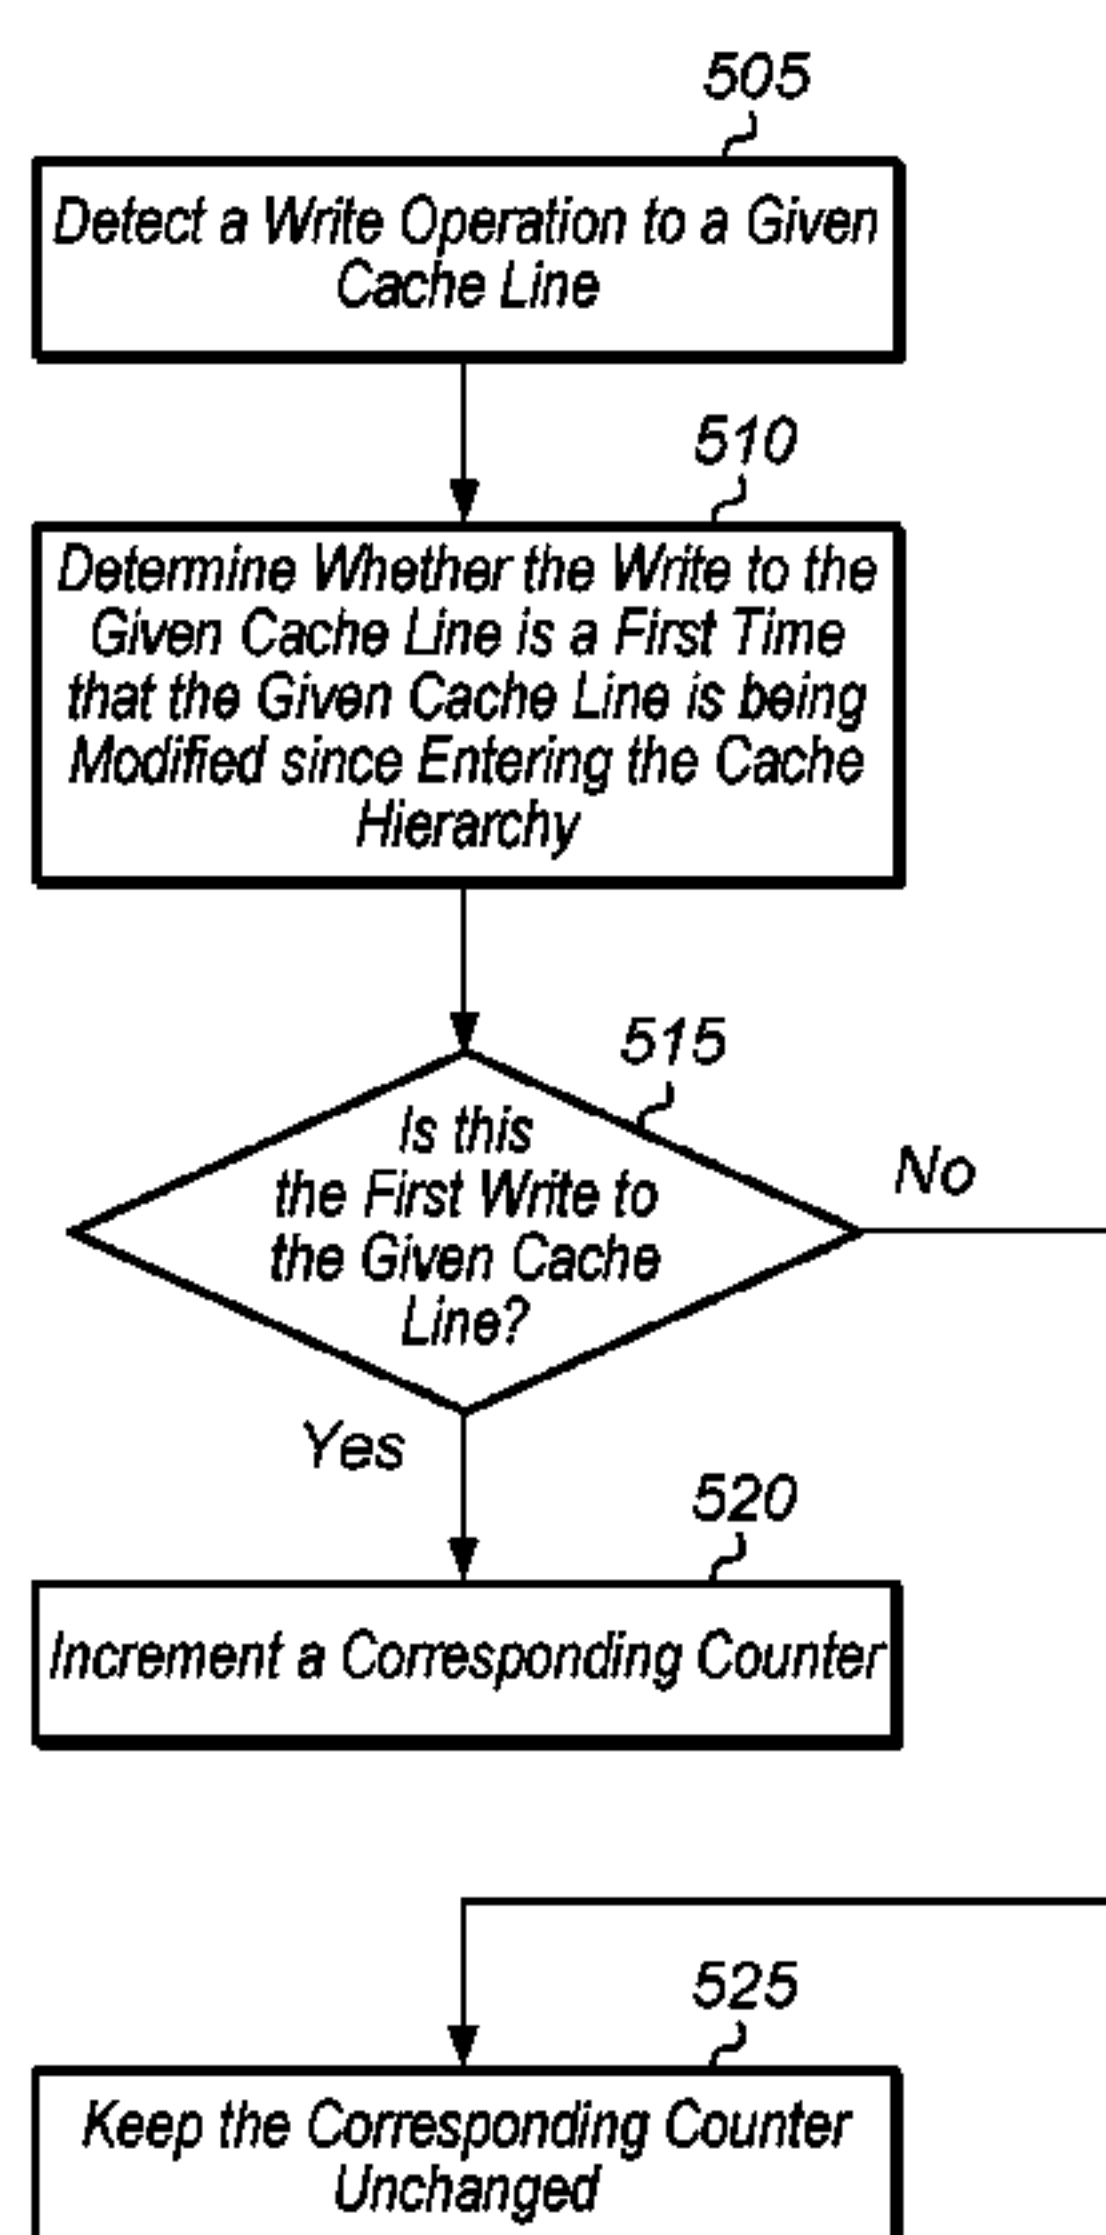 505
Detect a Write Operation to a Given
Cache Line
510
Determine Whether the Write to the
Given Cache Line is a First Time
that the Given Cache Line is being
Modified since Entering the Cache
Hierarchy
515
Is this
the First Write to
the Given Cache
Line?
No
Yes
520
Increment a Corresponding Counter
525
Keep the Corresponding Counter
Unchanged